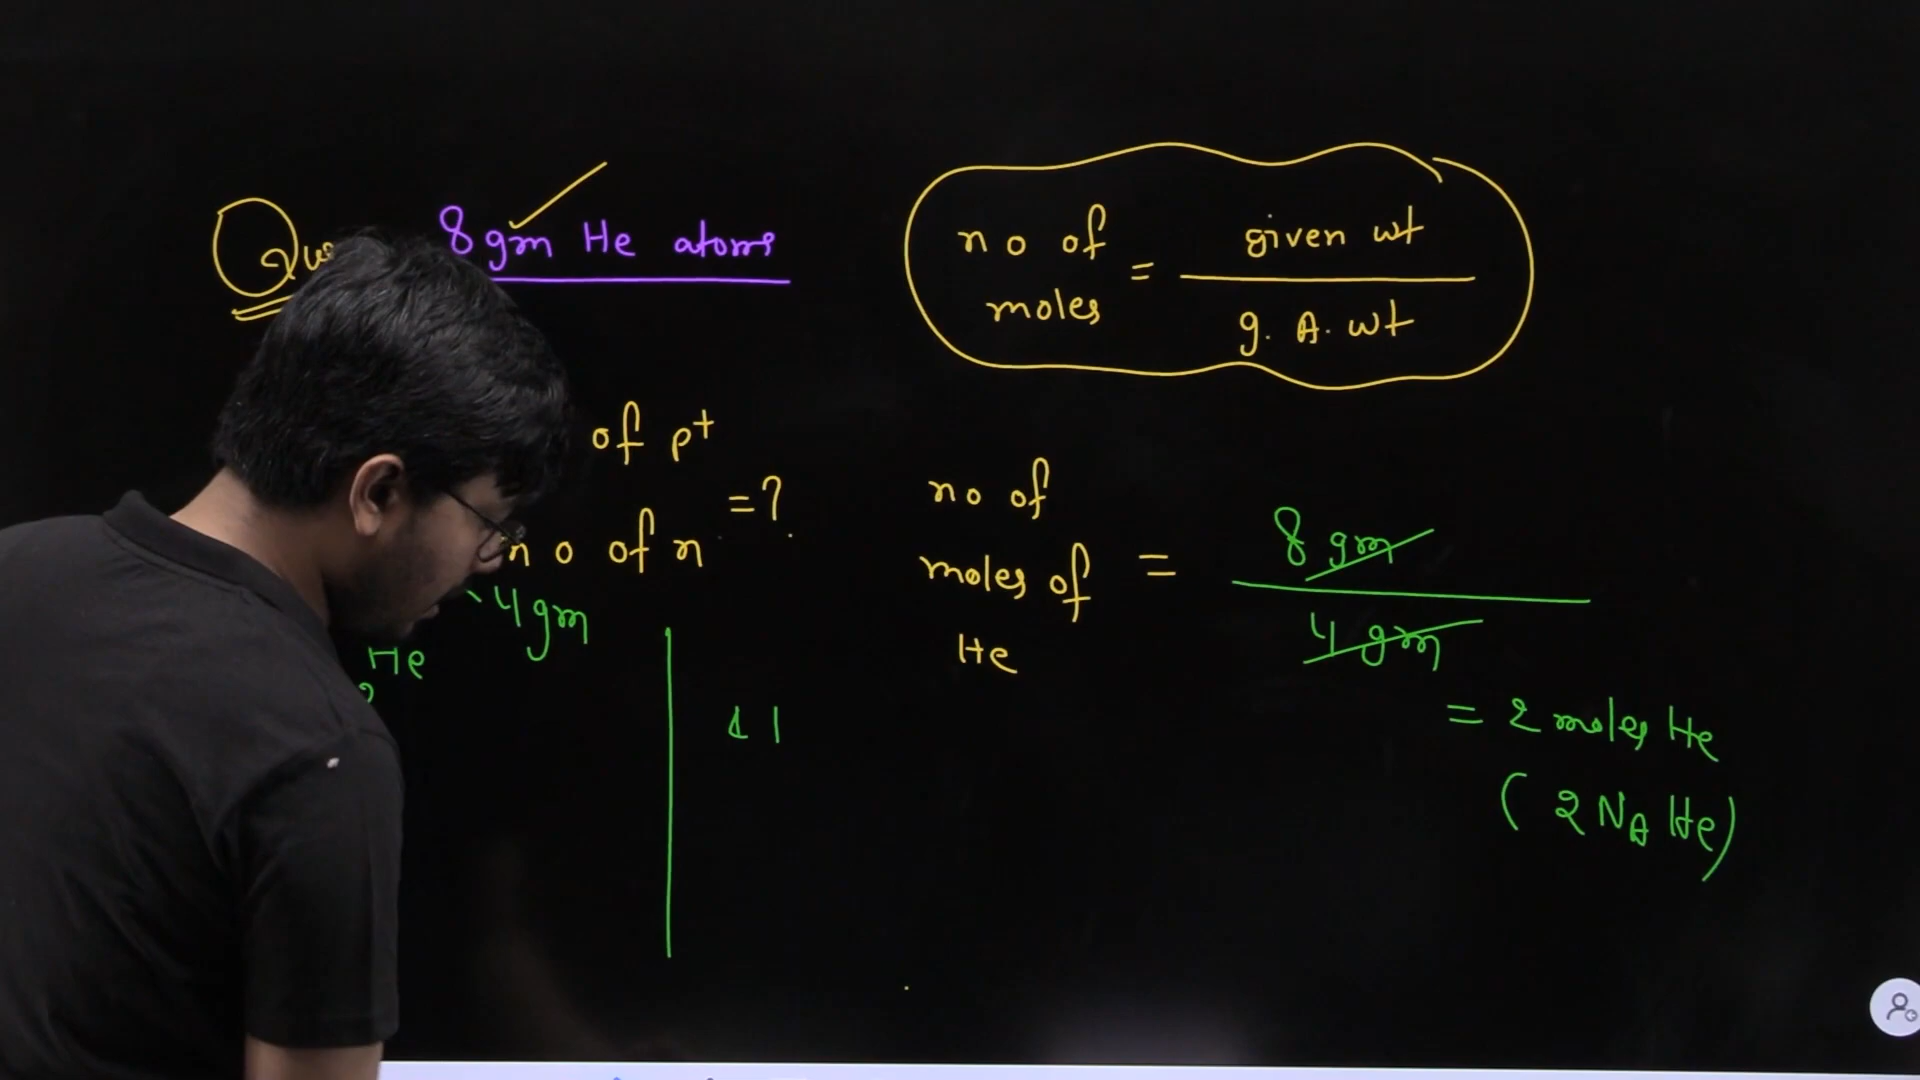 8 gm He atoms
of p+
= ?
no of n
4 gm
He
2
no of moles = given wt / g. A. wt
no of moles of He = 8 gm / 4 gm
= 2 moles He
( 2 NA He)